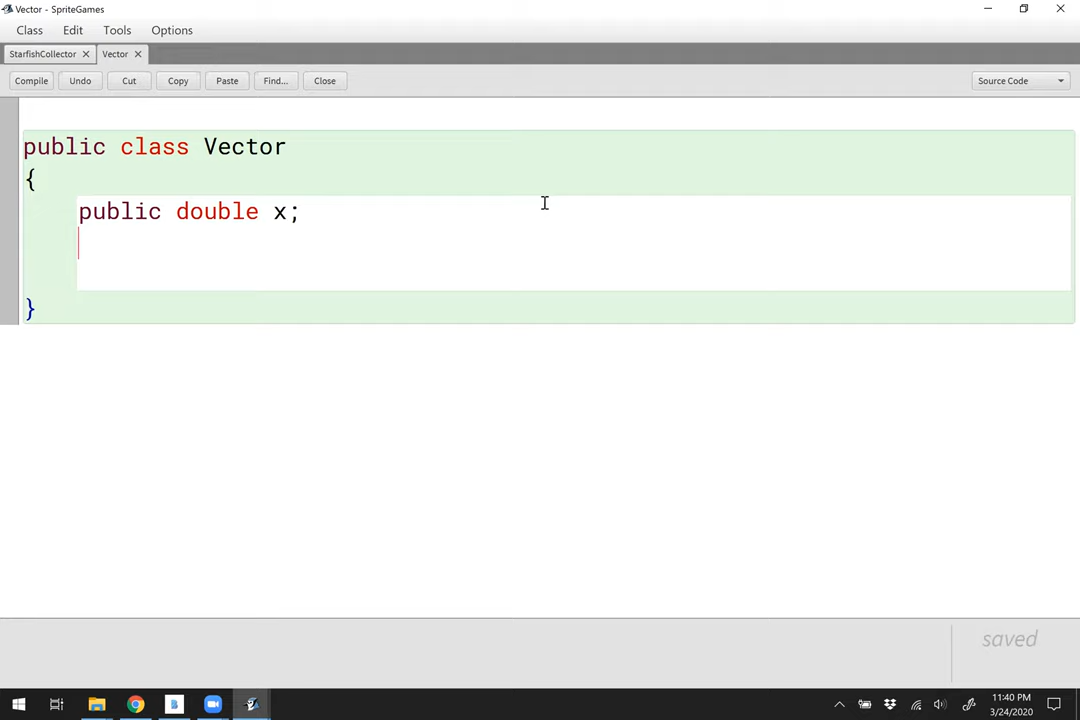 Vector - SpriteGames
Class Edit Tools Options
StarfishCollector Vector
Compile Undo Cut Copy Paste Find... Close Source Code
public class Vector
{
public double x;
}
saved
11:40 PM
3/24/2020